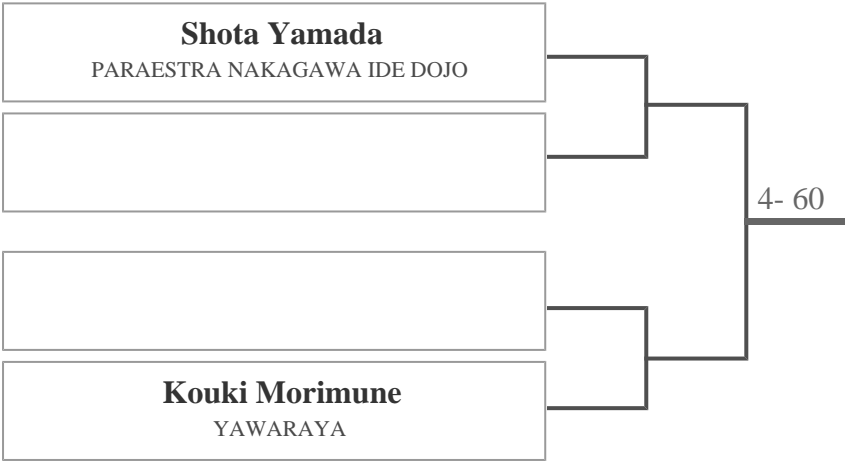 Shota Yamada
PARAESTRA NAKAGAWA IDE DOJO
4- 60
Kouki Morimune
YAWARAYA